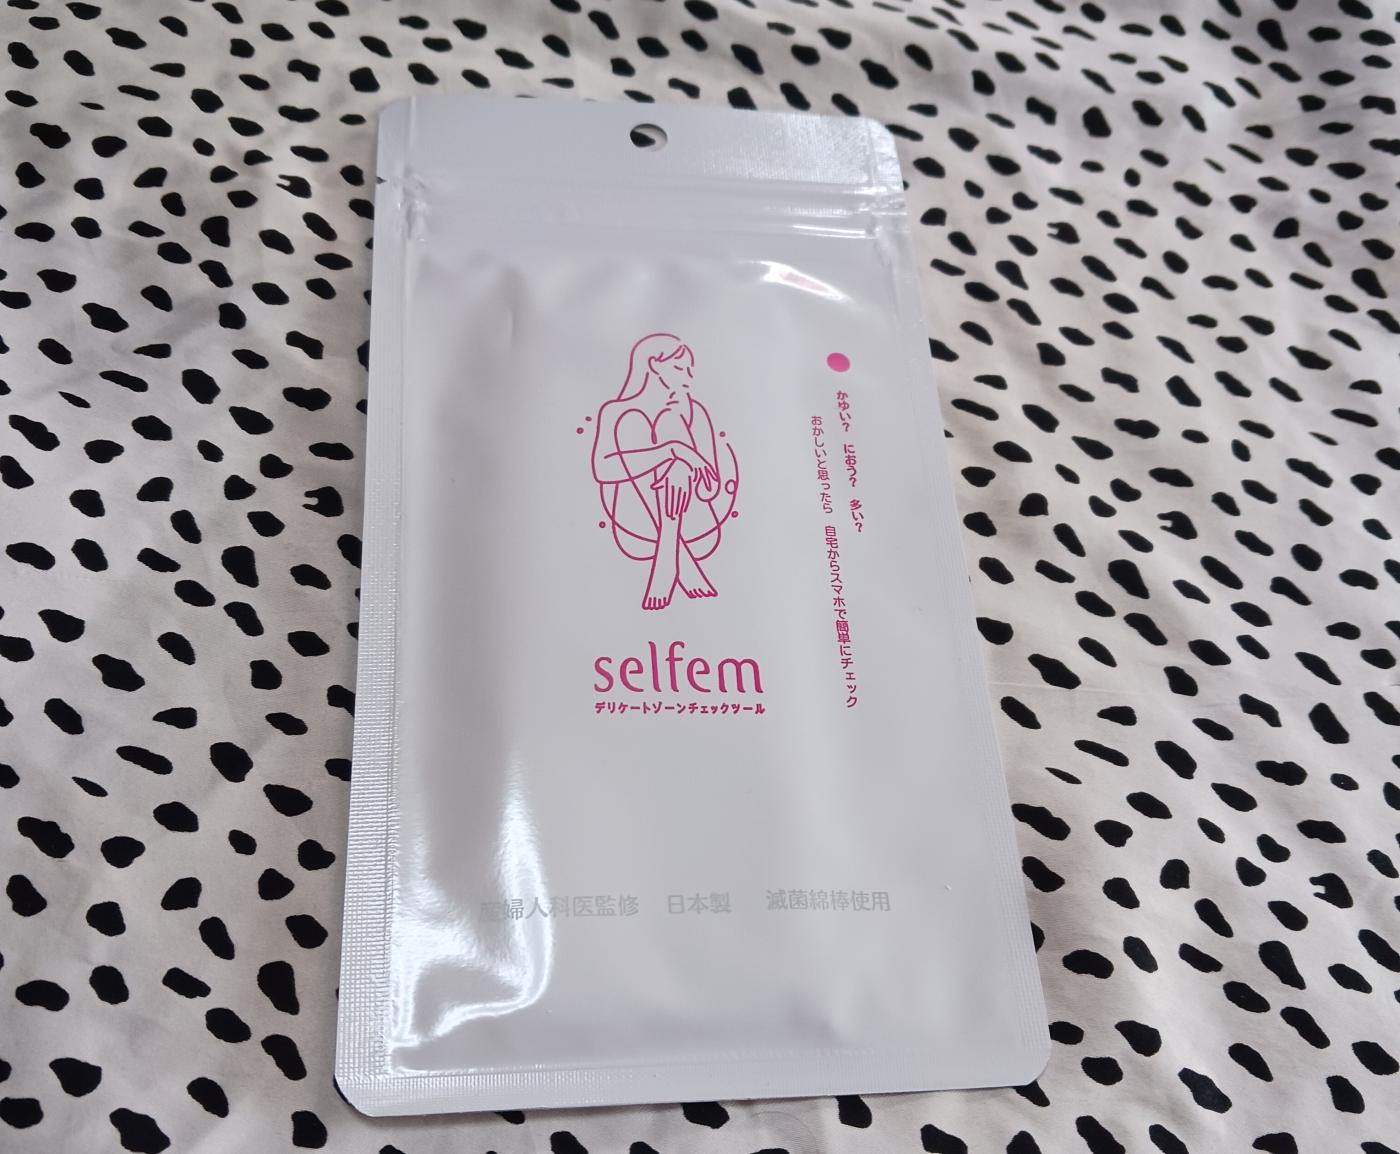 かゆい? におう? 多い?
おかしいと思ったら 自宅からスマホで簡単にチェック
selfem
デリケートゾーンチェックツール
産婦人科医監修 日本製 滅菌綿棒使用